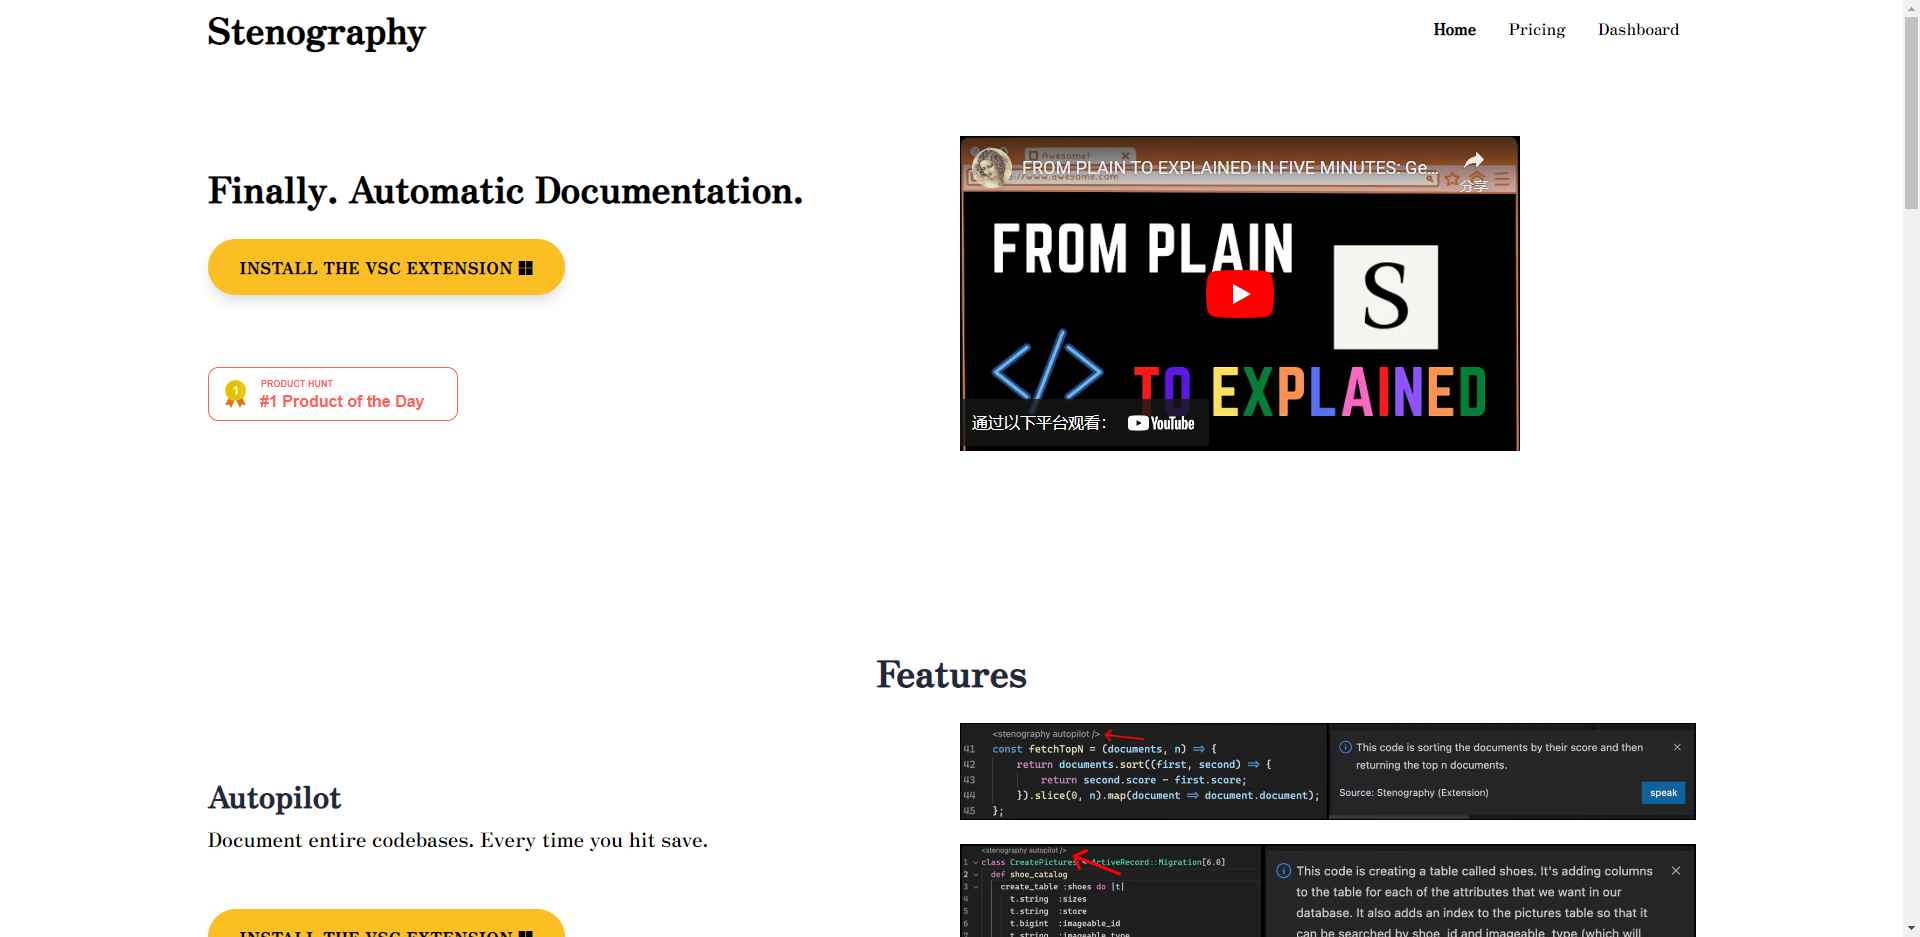 Stenography
Home
Pricing
Dashboard
Finally. Automatic Documentation.
INSTALL THE VSC EXTENSION
1
PRODUCT HUNT
#1 Product of the Day
Awesome!
FROM PLAIN TO EXPLAINED IN FIVE MINUTES: Ge...
分享
FROM PLAIN
S
</>
TO EXPLAINED
通过以下平台观看:
YouTube
Features
Autopilot
Document entire codebases. Every time you hit save.
INSTALL THE VSC EXTENSION
<stenography autopilot />
41 const fetchTopN = (documents, n) => {
42 return documents.sort((first, second) => {
43 return second.score - first.score;
44 }).slice(0, n).map(document => document.document);
45 };
This code is sorting the documents by their score and then
returning the top n documents.
Source: Stenography (Extension)
speak
<stenography autopilot />
1 class CreatePictures < ActiveRecord::Migration[6.0]
2 def shoe_catalog
3 create_table :shoes do |t|
4 t.string :sizes
5 t.string :store
6 t.bigint :imageable_id
7 t.string :imageable_type
This code is creating a table called shoes. It's adding columns
to the table for each of the attributes that we want in our
database. It also adds an index to the pictures table so that it
can be searched by shoe_id and imageable_type (which will